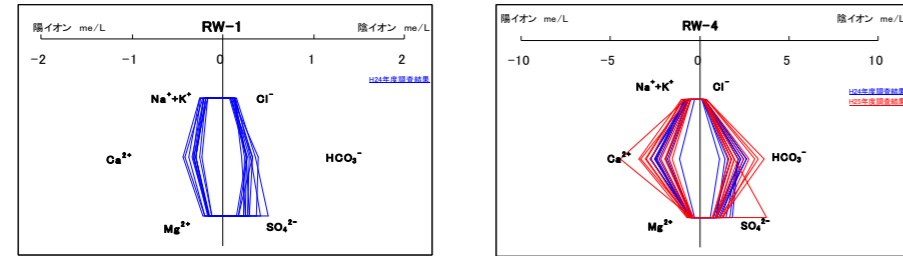 陽イオン me/L RW-1 陰イオン me/L
-2 -1 0 1 2
H24年度調査結果
Na⁺+K⁺ Cl⁻
Ca²⁺ HCO₃⁻
Mg²⁺ SO₄²⁻
陽イオン me/L RW-4 陰イオン me/L
-10 -5 0 5 10
H24年度調査結果
H25年度調査結果
Na⁺+K⁺ Cl⁻
Ca²⁺ HCO₃⁻
Mg²⁺ SO₄²⁻